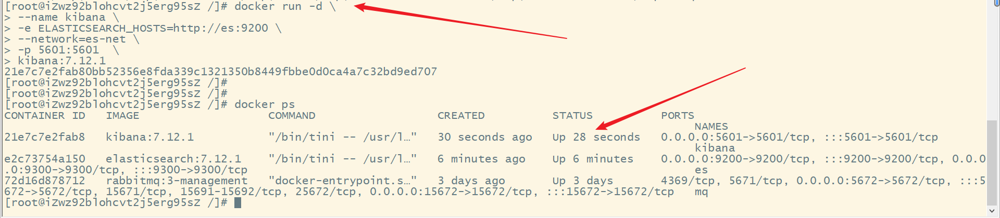 [root@iZwz92blohcvt2j5erg95sZ /]# docker run -d \
> --name kibana \
> -e ELASTICSEARCH_HOSTS=http://es:9200 \
> --network=es-net \
> -p 5601:5601  \
> kibana:7.12.1
21e7c7e2fab80bb52356e8fda339c1321350b8449fbbe0d0ca4a7c32bd9ed707
[root@iZwz92blohcvt2j5erg95sZ /]#
[root@iZwz92blohcvt2j5erg95sZ /]#
[root@iZwz92blohcvt2j5erg95sZ /]# docker ps
CONTAINER ID   IMAGE                   COMMAND                  CREATED          STATUS          PORTS
NAMES
21e7c7e2fab8   kibana:7.12.1           "/bin/tini -- /usr/l…"   30 seconds ago   Up 28 seconds   0.0.0.0:5601->5601/tcp, :::5601->5601/tcp
kibana
e2c73754a150   elasticsearch:7.12.1    "/bin/tini -- /usr/l…"   6 minutes ago    Up 6 minutes    0.0.0.0:9200->9200/tcp, :::9200->9200/tcp, 0.0.0
.0:9300->9300/tcp, :::9300->9300/tcp   es
72d16d878712   rabbitmq:3-management   "docker-entrypoint.s…"   3 days ago       Up 3 days       4369/tcp, 5671/tcp, 0.0.0.0:5672->5672/tcp, :::5
672->5672/tcp, 15671/tcp, 15691-15692/tcp, 25672/tcp, 0.0.0.0:15672->15672/tcp, :::15672->15672/tcp   mq
[root@iZwz92blohcvt2j5erg95sZ /]#